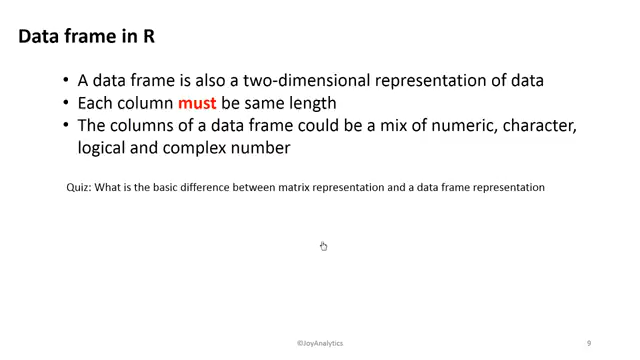 Data frame in R
• A data frame is also a two-dimensional representation of data
• Each column must be same length
• The columns of a data frame could be a mix of numeric, character,
logical and complex number
Quiz: What is the basic difference between matrix representation and a data frame representation
©JoyAnalytics
9